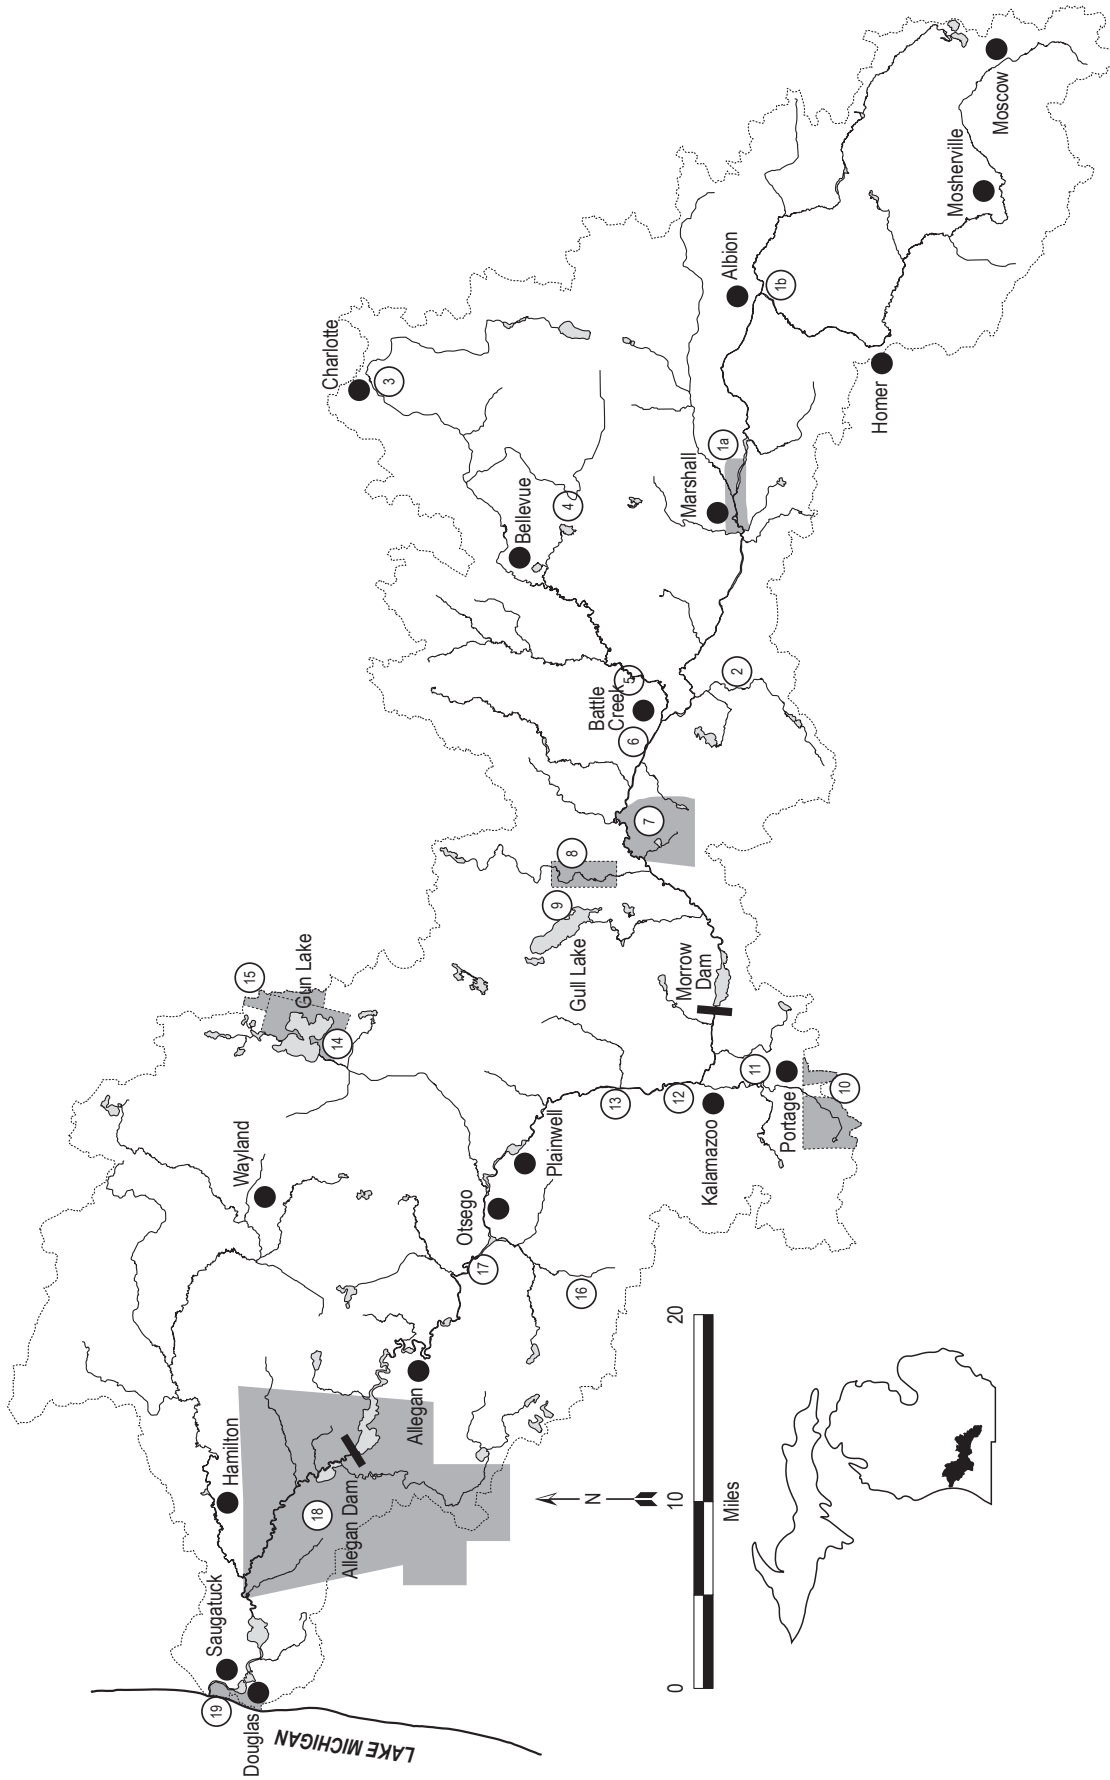 LAKE MICHIGAN
19
Saugatuck
Douglas
Hamilton
18
Allegan Dam
Allegan
Wayland
17
16
Otsego
Plainwell
15
Gun Lake
14
13
12
Kalamazoo
11
Portage
10
Morrow
Dam
Gull Lake
9
8
7
6
Battle
Creek
5
2
Bellevue
4
Charlotte
3
Marshall
1a
Albion
1b
Homer
Mosherville
Moscow
N
0
10
20
Miles